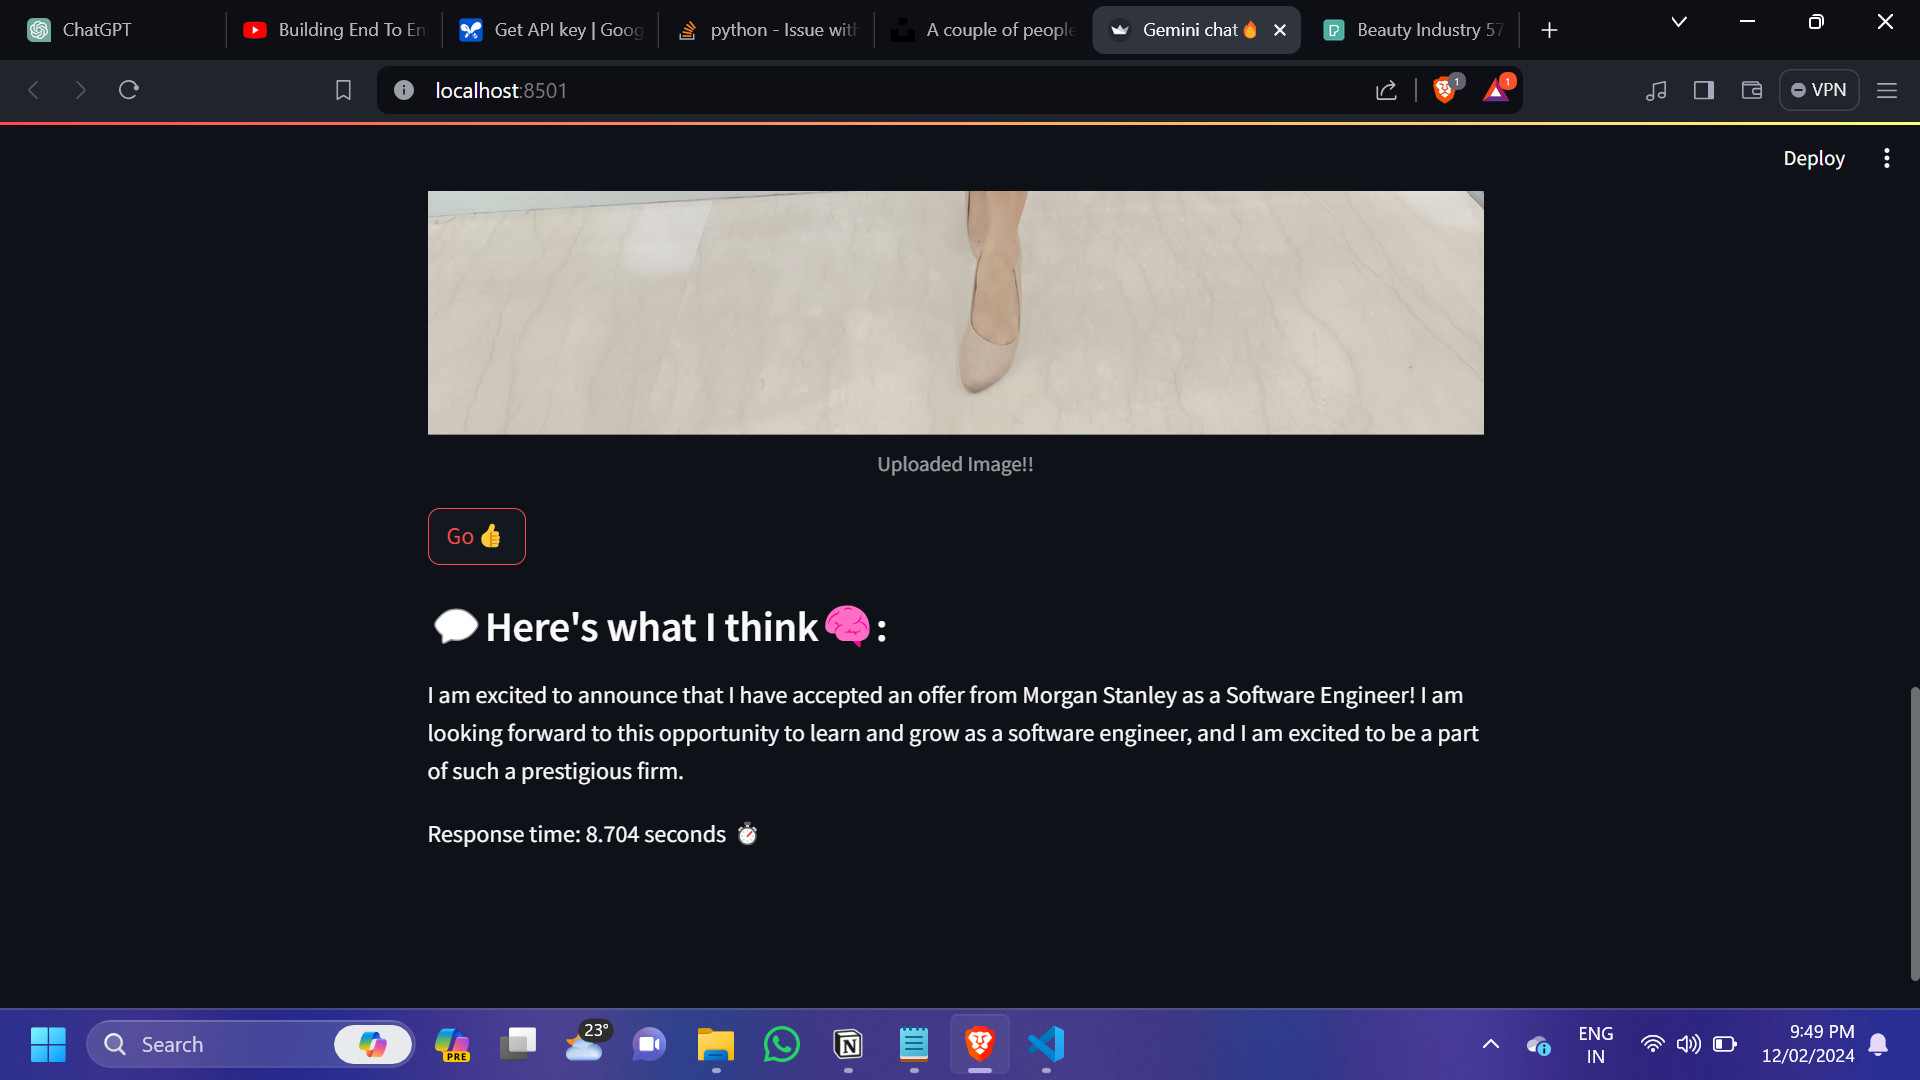 ChatGPT
Building End To En
Get API key | Goog
python - Issue with
A couple of people
Gemini chat🔥
Beauty Industry 57
localhost:8501
1
1
VPN
Deploy
Uploaded Image!!
Go 👍
💬Here's what I think🧠:
I am excited to announce that I have accepted an offer from Morgan Stanley as a Software Engineer! I am
looking forward to this opportunity to learn and grow as a software engineer, and I am excited to be a part
of such a prestigious firm.
Response time: 8.704 seconds ⏱️
Search
PRE
23°
ENG
IN
9:49 PM
12/02/2024